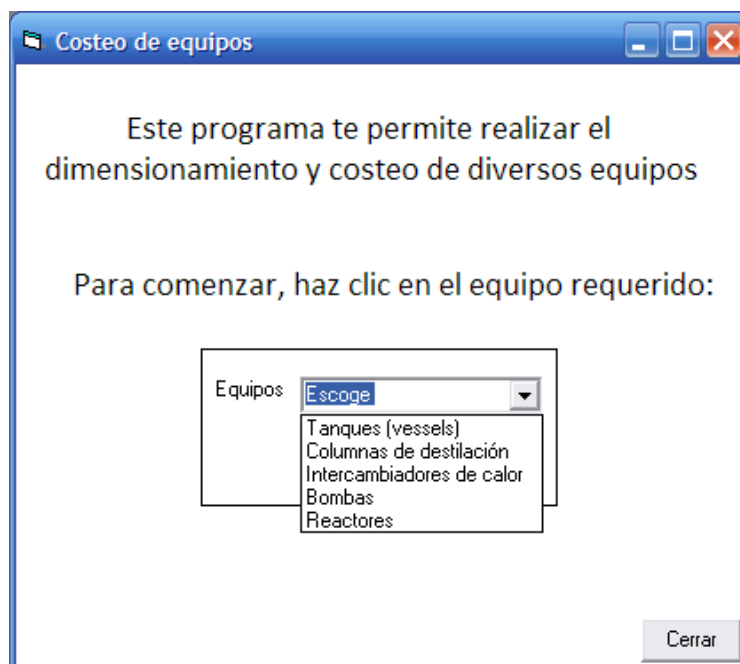 Costeo de equipos
Este programa te permite realizar el
dimensionamiento y costeo de diversos equipos
Para comenzar, haz clic en el equipo requerido:
Equipos Escoge
Tanques (vessels)
Columnas de destilación
Intercambiadores de calor
Bombas
Reactores
Cerrar